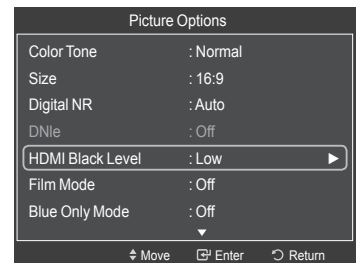 Picture Options
Color Tone : Normal
Size : 16:9
Digital NR : Auto
DNIe : Off
HDMI Black Level : Low
Film Mode : Off
Blue Only Mode : Off
Move Enter Return